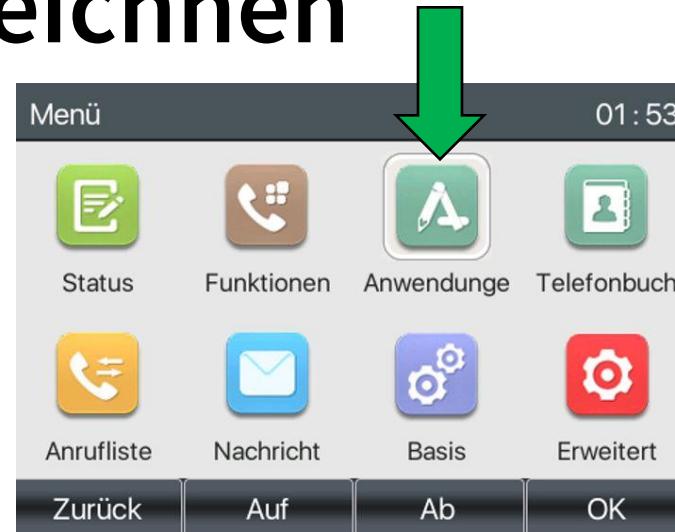 eichnen
Menü 01:53
Status Funktionen Anwendunge Telefonbuch
Anrufliste Nachricht Basis Erweitert
Zurück Auf Ab OK